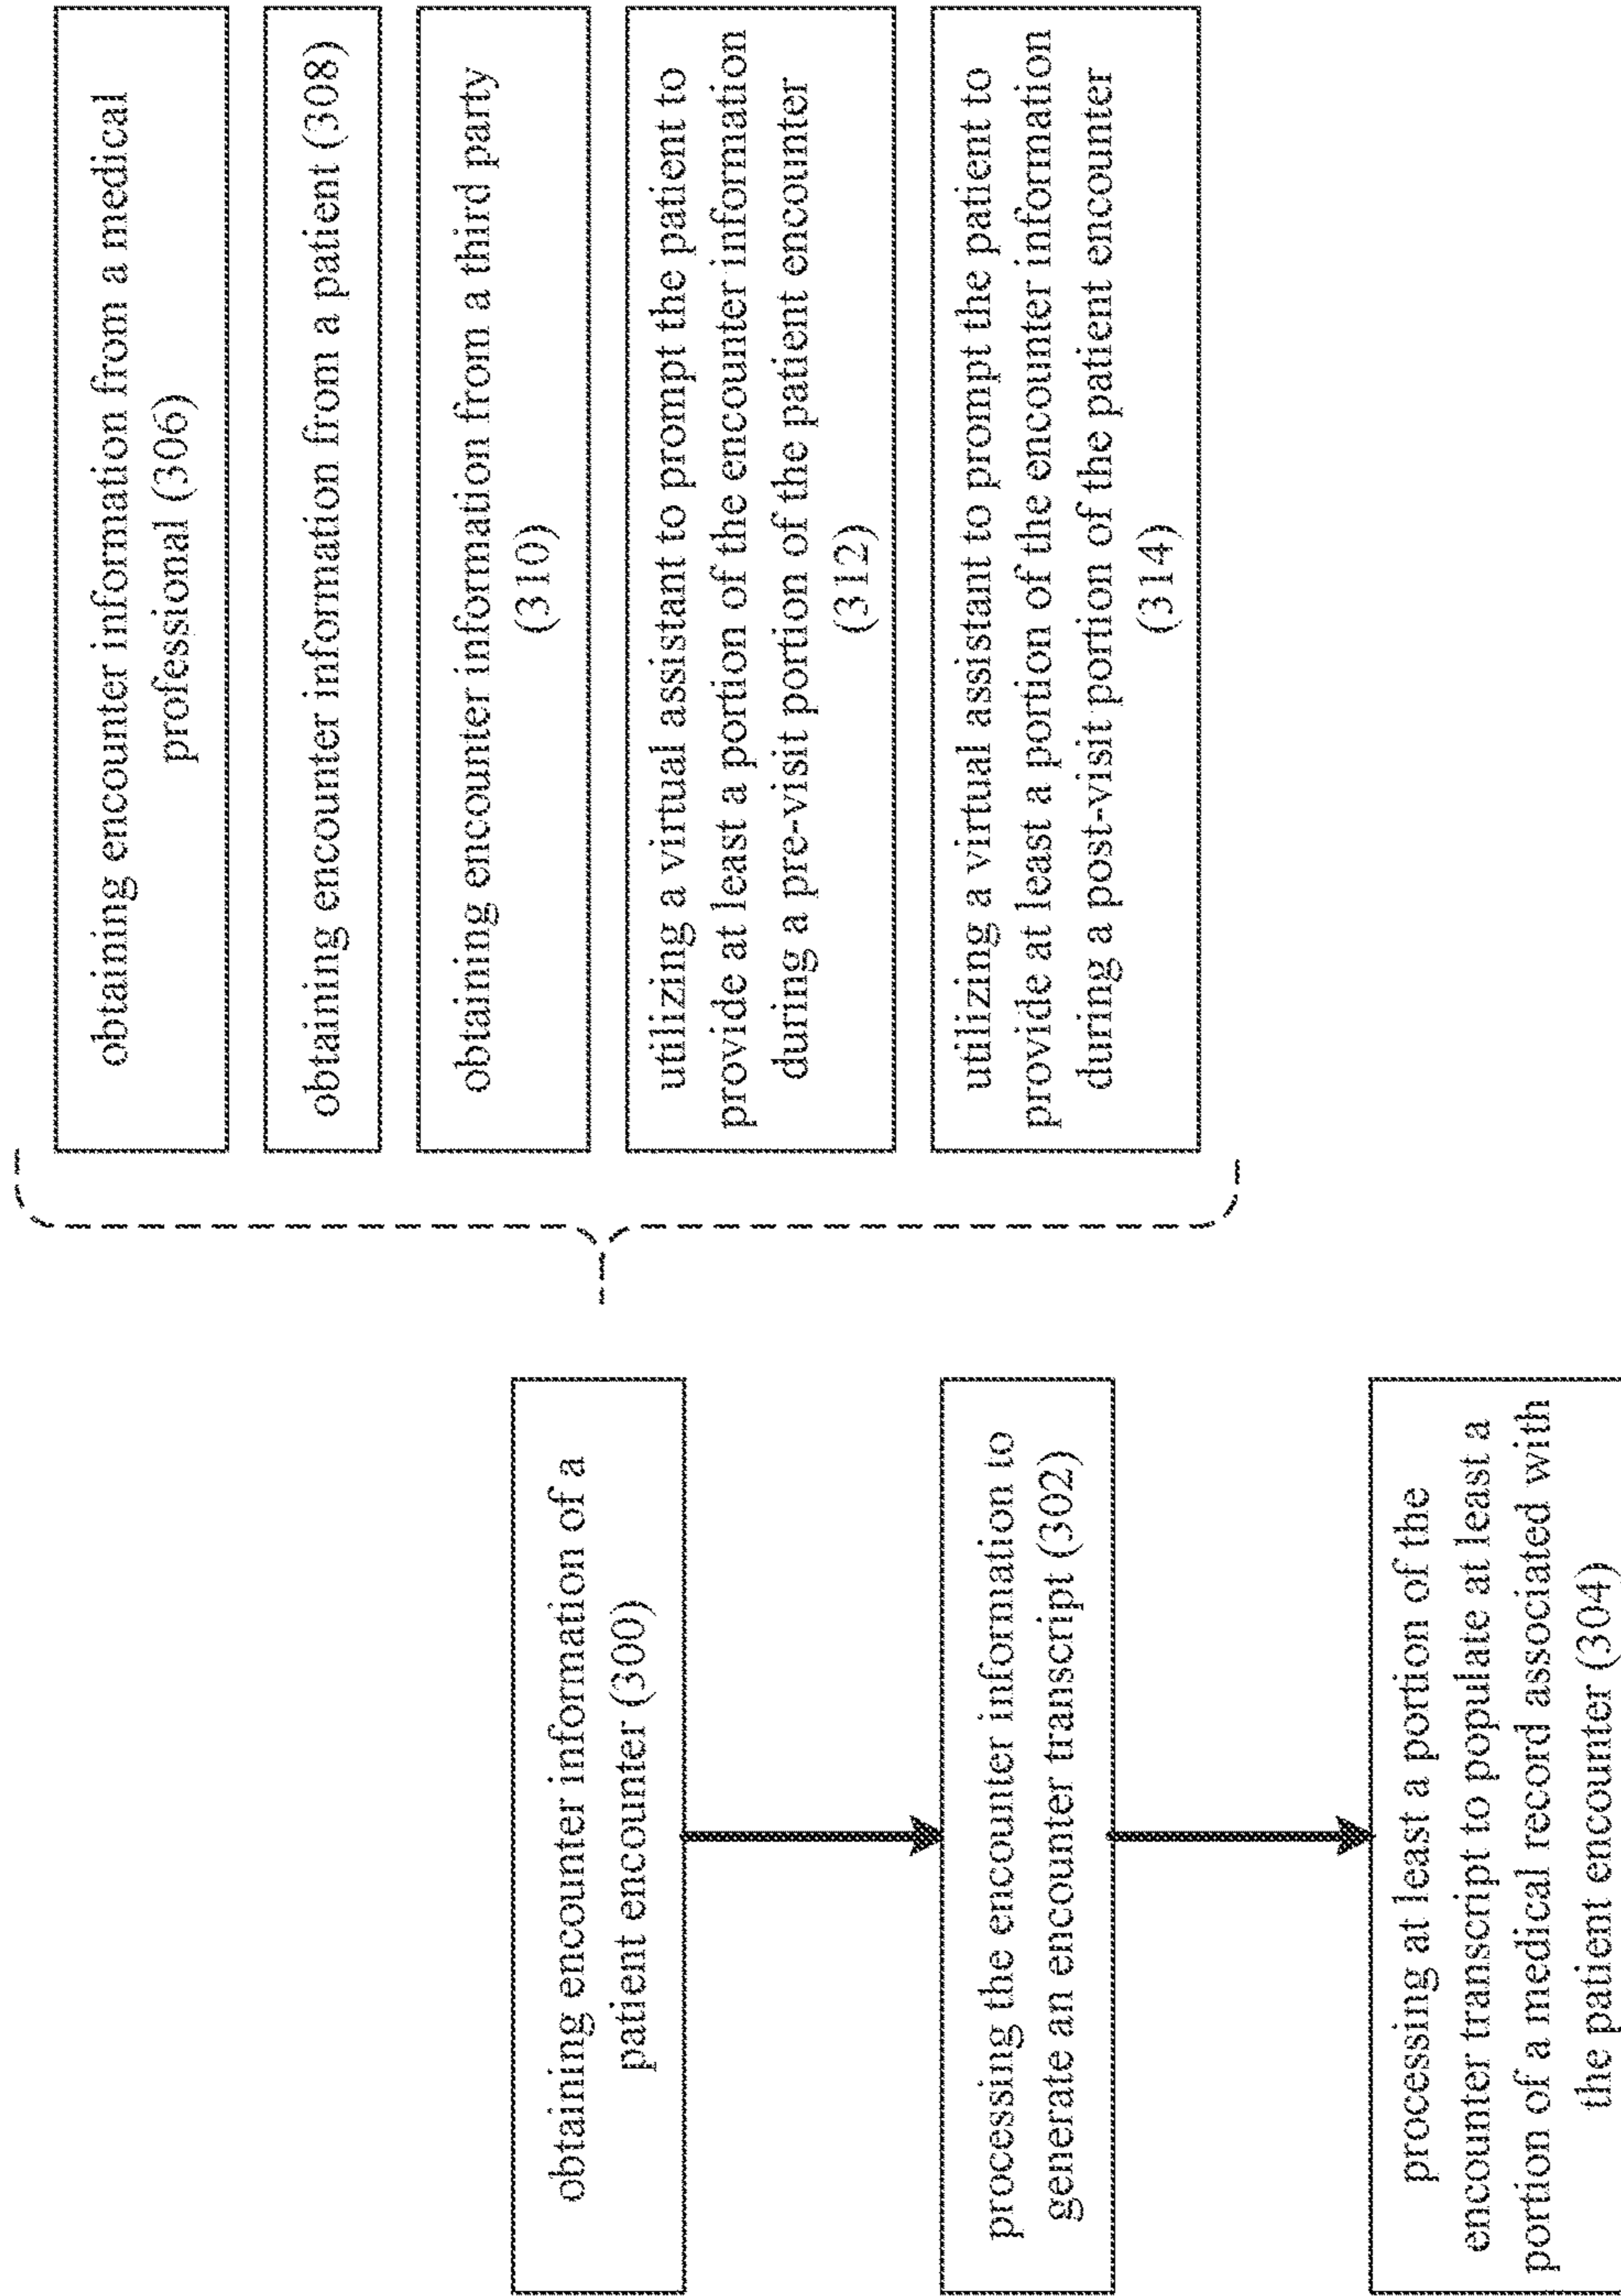 obtaining encounter information of a
patient encounter (300)
processing the encounter information to
generate an encounter transcript (302)
processing at least a portion of the
encounter transcript to populate at least a
portion of a medical record associated with
the patient encounter (304)
obtaining encounter information from a medical
professional (306)
obtaining encounter information from a patient (308)
obtaining encounter information from a third party
(310)
utilizing a virtual assistant to prompt the patient to
provide at least a portion of the encounter information
during a pre-visit portion of the patient encounter
(312)
utilizing a virtual assistant to prompt the patient to
provide at least a portion of the encounter information
during a post-visit portion of the patient encounter
(314)